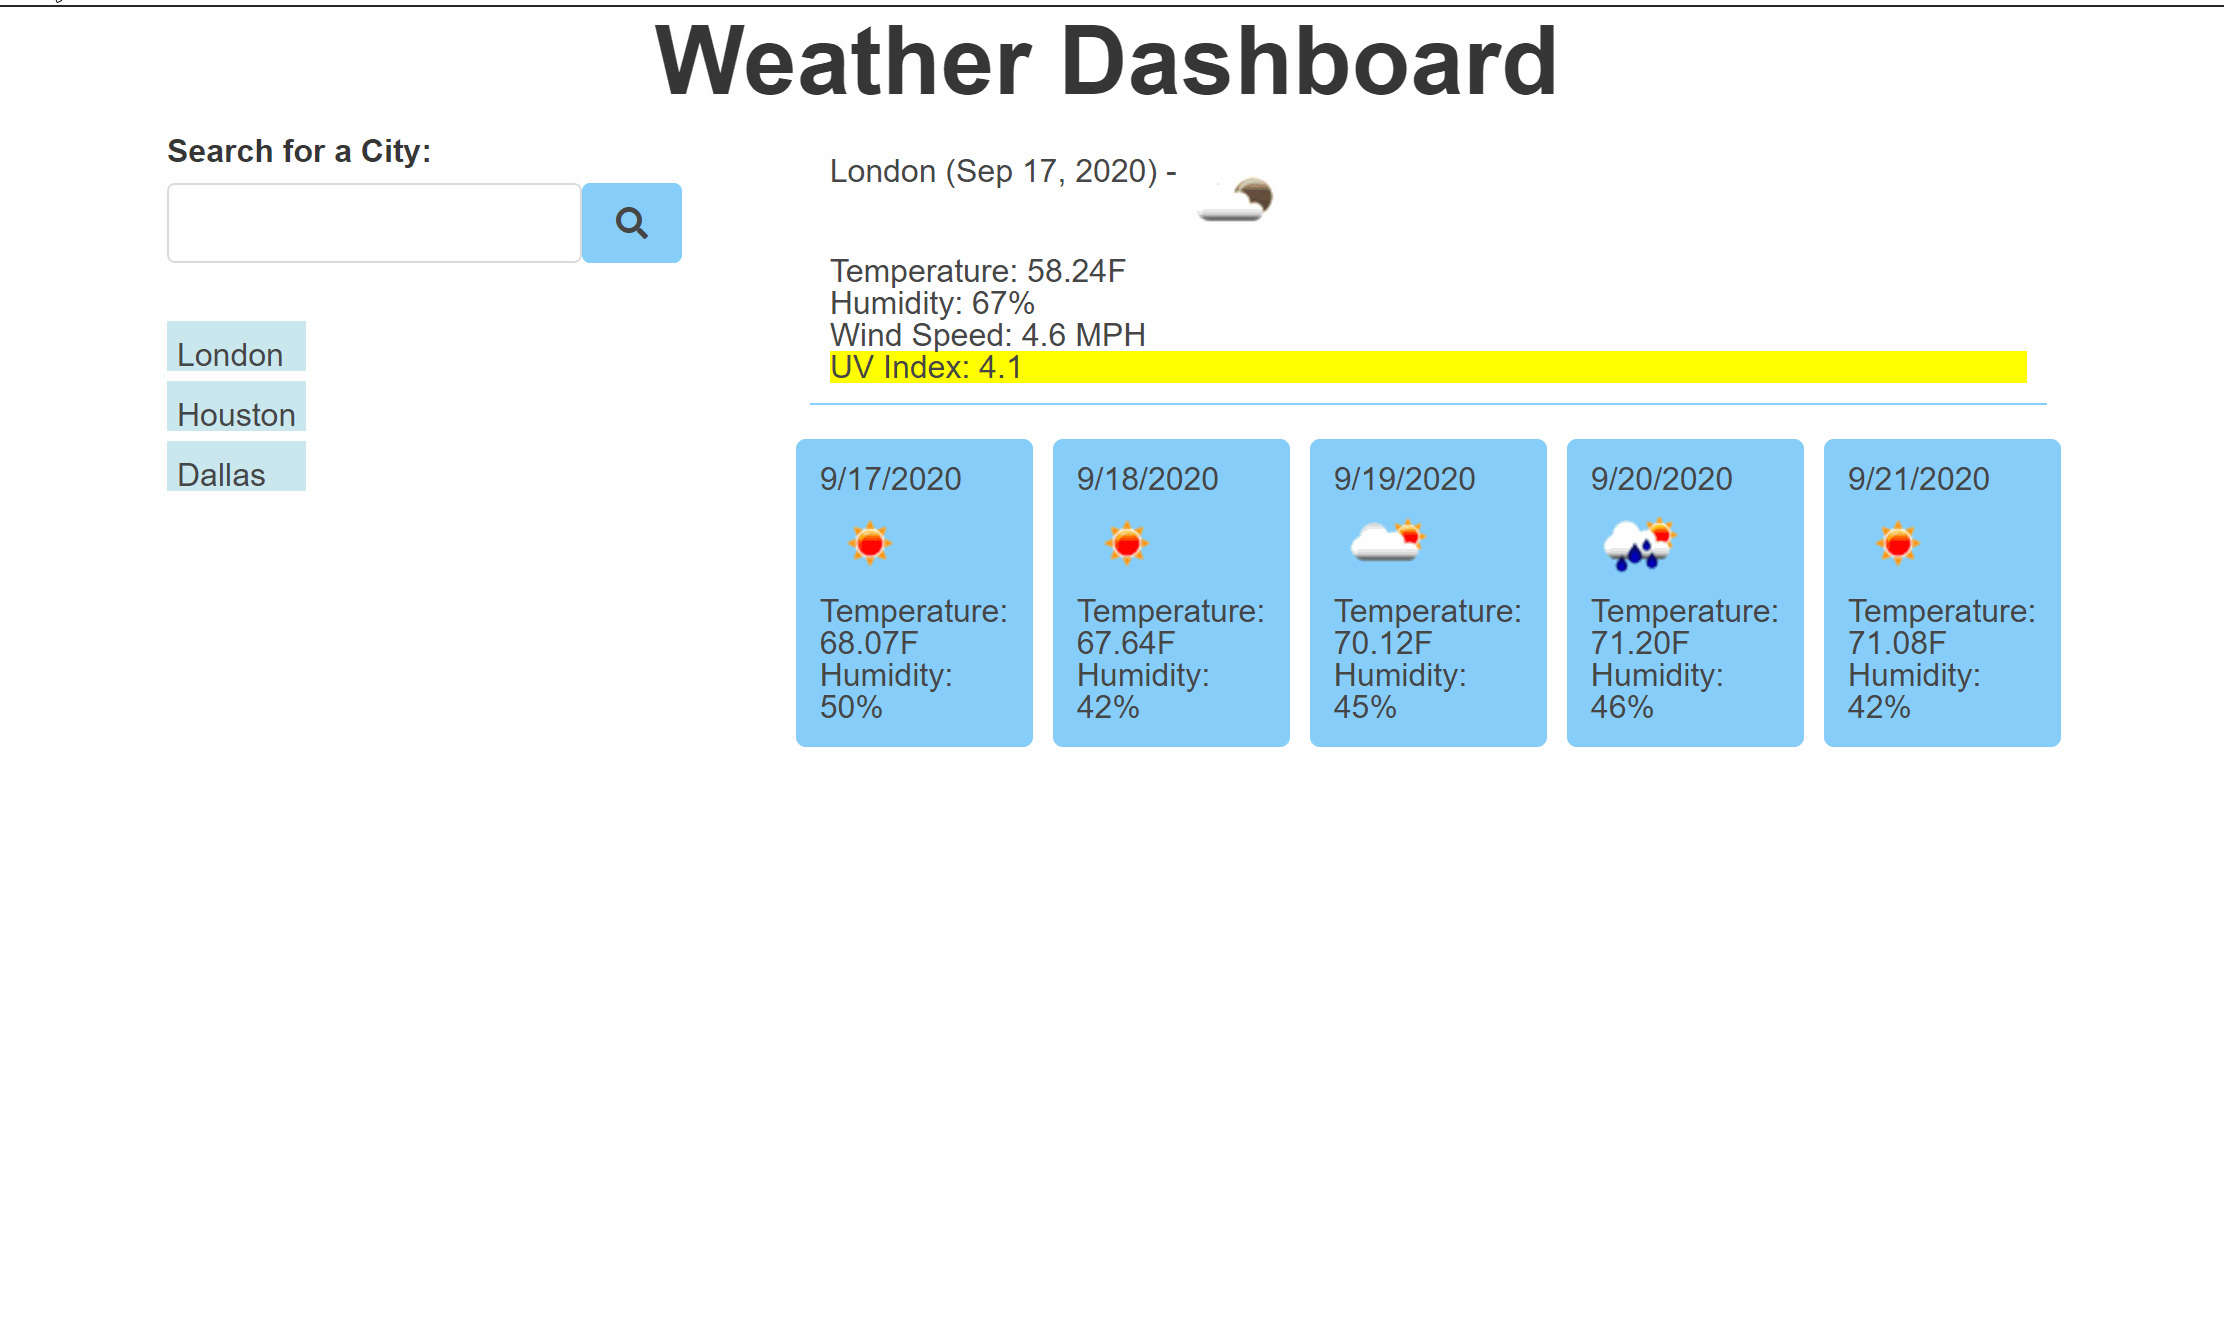 Weather Dashboard
Search for a City:
London
Houston
Dallas
London (Sep 17, 2020) -
Temperature: 58.24F
Humidity: 67%
Wind Speed: 4.6 MPH
UV Index: 4.1
9/17/2020
Temperature:
68.07F
Humidity:
50%
9/18/2020
Temperature:
67.64F
Humidity:
42%
9/19/2020
Temperature:
70.12F
Humidity:
45%
9/20/2020
Temperature:
71.20F
Humidity:
46%
9/21/2020
Temperature:
71.08F
Humidity:
42%